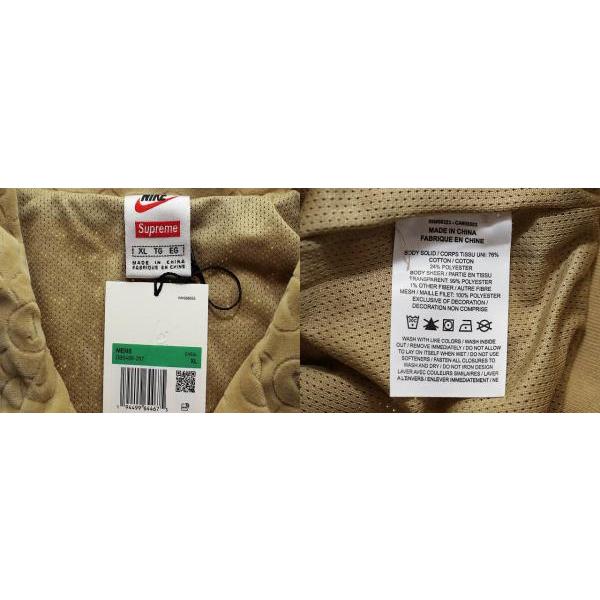 NIKE
Supreme
XL TG EG
MADE IN CHINA
FABRIQUE EN CHINE
MENS
XL
1 94499 84467
MADE IN CHINA
FABRIQUE EN CHINE
BODY SOLID / CORPS TISSU UNI: 76%
COTTON / COTON
24% POLYESTER
BODY SHEER / PARTIE EN TISSU
TRANSPARENT: 99% POLYESTER
1% OTHER FIBER / AUTRE FIBRE
MESH / MAILLE FILET: 100% POLYESTER
EXCLUSIVE OF DECORATION /
DECORATION NON COMPRISE
WASH WITH LIKE COLORS / WASH INSIDE
OUT / REMOVE IMMEDIATELY / DO NOT ALLOW
TO LAY ON ITSELF WHEN WET / DO NOT USE
SOFTENERS / FASTEN ALL CLOSURES TO
WASH AND DRY / DO NOT IRON DESIGN
LAVER AVEC COULEURS SIMILAIRES / LAVER
A L'ENVERS / ENLEVER IMMEDIATEMENT / NE